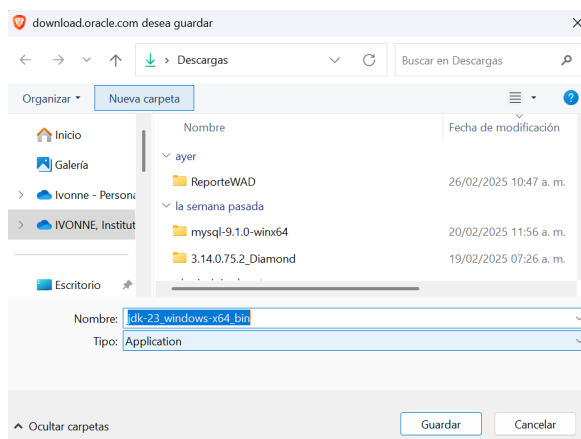 download.oracle.com desea guardar
Descargas
Buscar en Descargas
Organizar
Nueva carpeta
Nombre
Fecha de modificación
Inicio
Galería
Ivonne - Persona
IVONNE, Institut
Escritorio
ayer
ReporteWAD 26/02/2025 10:47 a. m.
la semana pasada
mysql-9.1.0-winx64 20/02/2025 11:56 a. m.
3.14.0.75.2_Diamond 19/02/2025 07:26 a. m.
Nombre: jdk-23_windows-x64_bin
Tipo: Application
Ocultar carpetas
Guardar
Cancelar